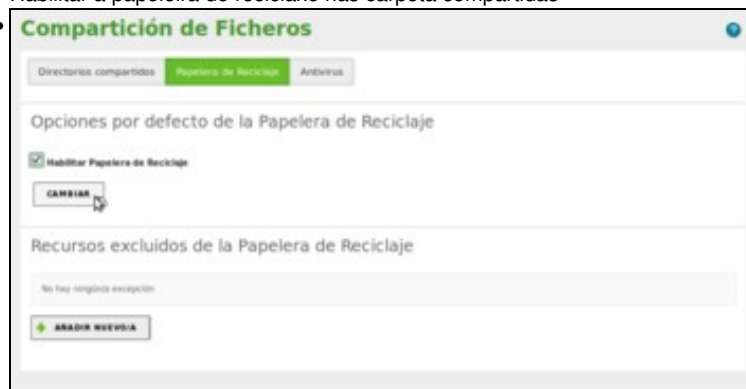 Habilitar a papeleira de reciclaxe nas carpeta compartidas
Compartición de Ficheros
Directorios compartidos Papelera de Reciclaje Antivirus
Opciones por defecto de la Papelera de Reciclaje
Habilitar Papelera de Reciclaje
CAMBIAR
Recursos excluidos de la Papelera de Reciclaje
No hay ningún/a excepción
AÑADIR NUEVO/A